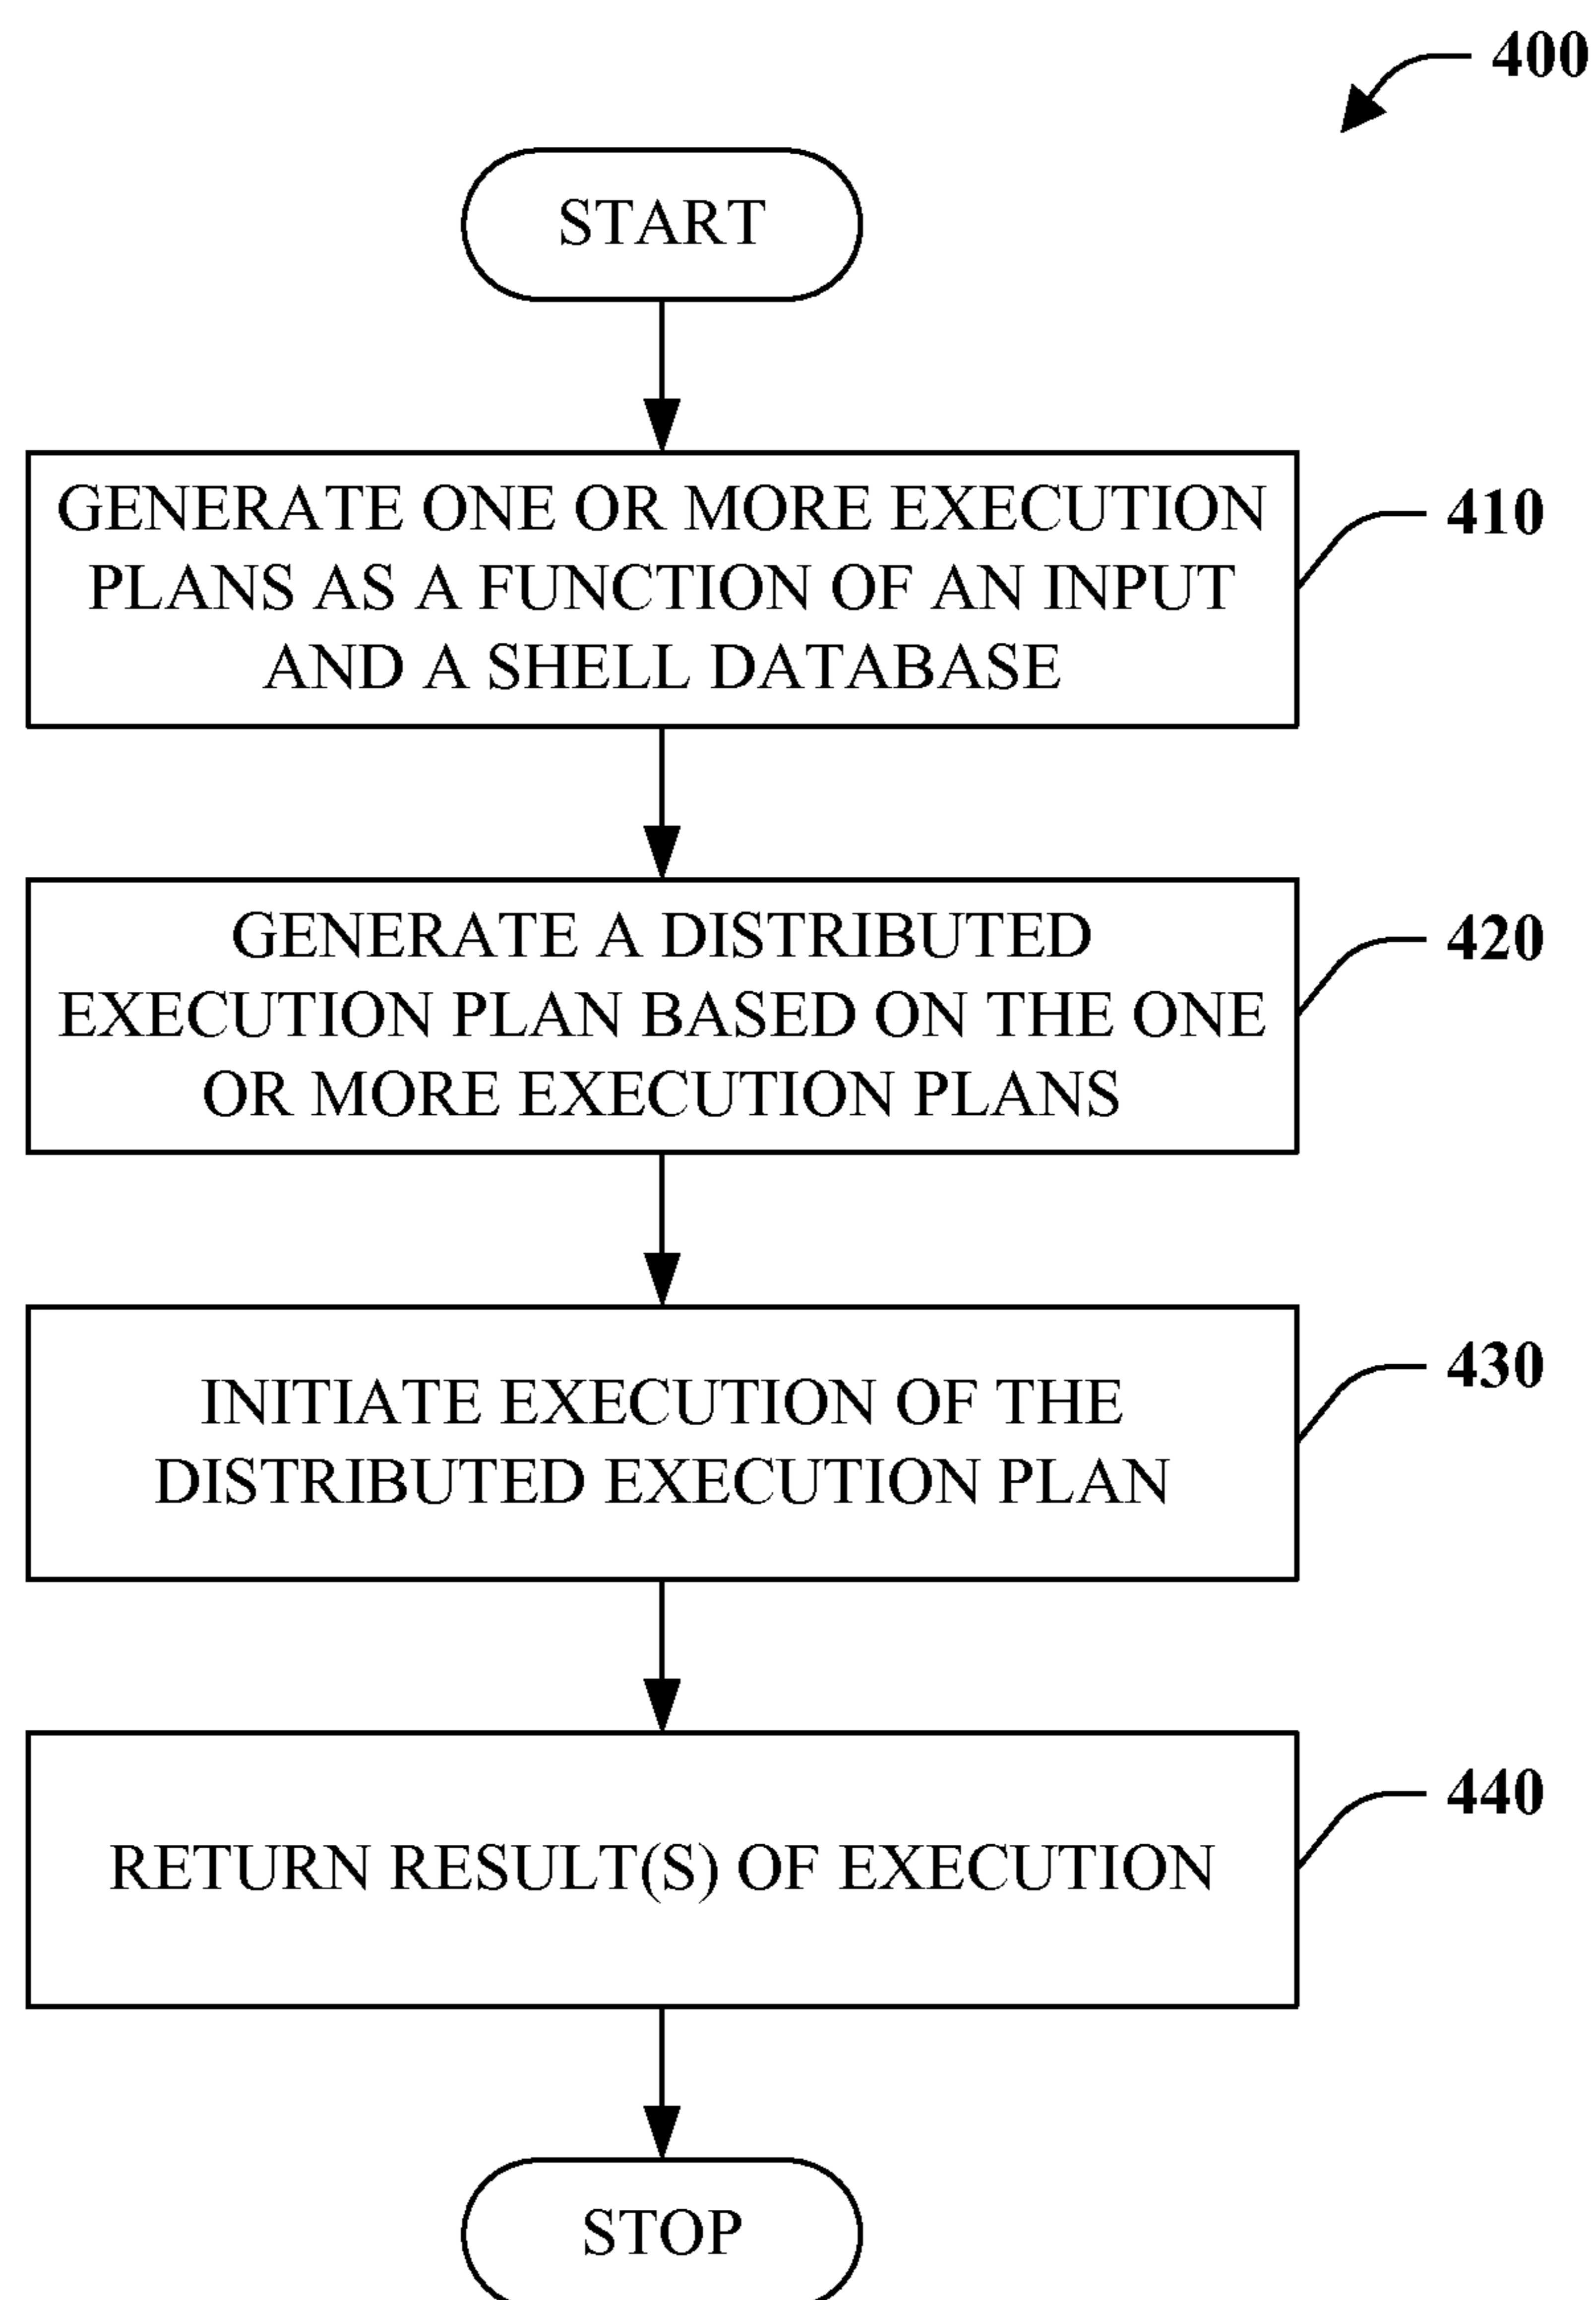 400
START
GENERATE ONE OR MORE EXECUTION
PLANS AS A FUNCTION OF AN INPUT
AND A SHELL DATABASE
410
GENERATE A DISTRIBUTED
EXECUTION PLAN BASED ON THE ONE
OR MORE EXECUTION PLANS
420
INITIATE EXECUTION OF THE
DISTRIBUTED EXECUTION PLAN
430
RETURN RESULT(S) OF EXECUTION
440
STOP